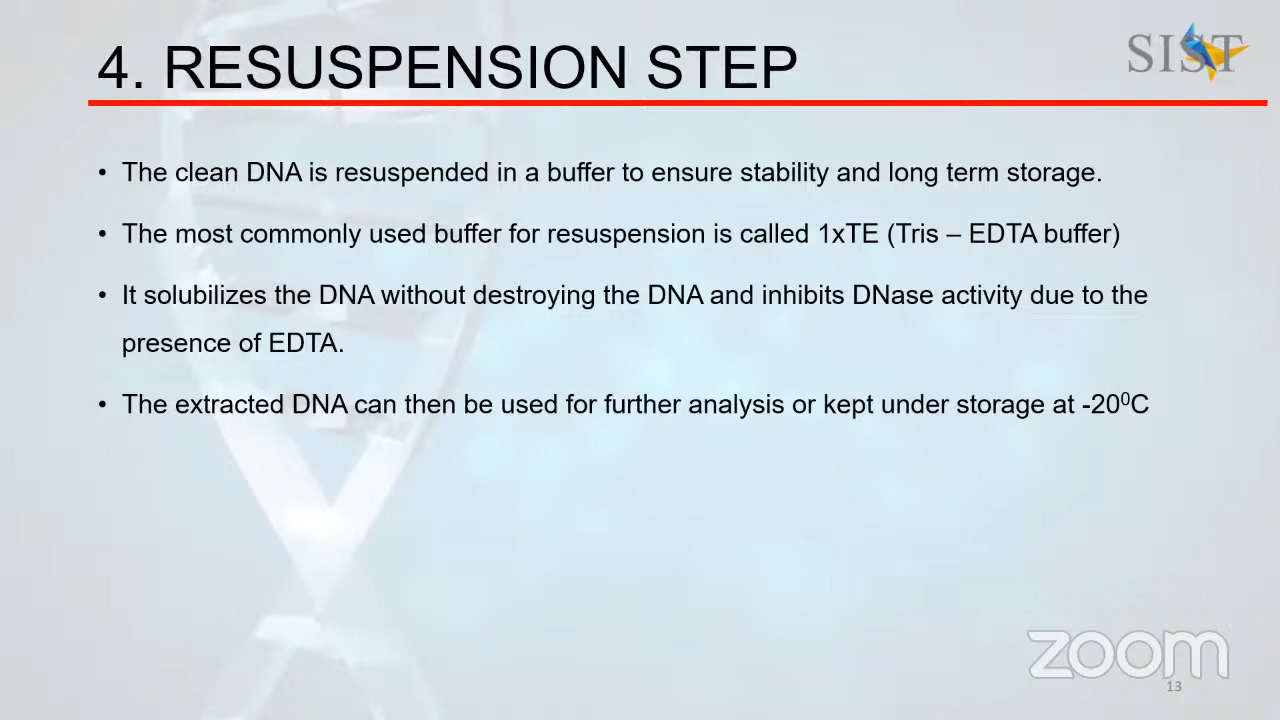 4. RESUSPENSION STEP
SIST
• The clean DNA is resuspended in a buffer to ensure stability and long term storage.
• The most commonly used buffer for resuspension is called 1xTE (Tris – EDTA buffer)
• It solubilizes the DNA without destroying the DNA and inhibits DNase activity due to the
presence of EDTA.
• The extracted DNA can then be used for further analysis or kept under storage at -20⁰C
zoom
13